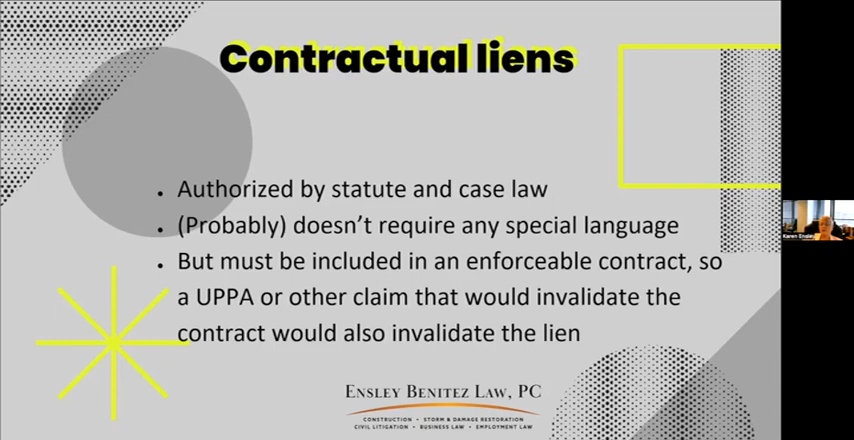 Contractual liens
• Authorized by statute and case law
• (Probably) doesn't require any special language
• But must be included in an enforceable contract, so
a UPPA or other claim that would invalidate the
contract would also invalidate the lien
Karen Ensley
ENSLEY BENITEZ LAW, PC
CONSTRUCTION • STORM & DAMAGE RESTORATION
CIVIL LITIGATION • BUSINESS LAW • EMPLOYMENT LAW